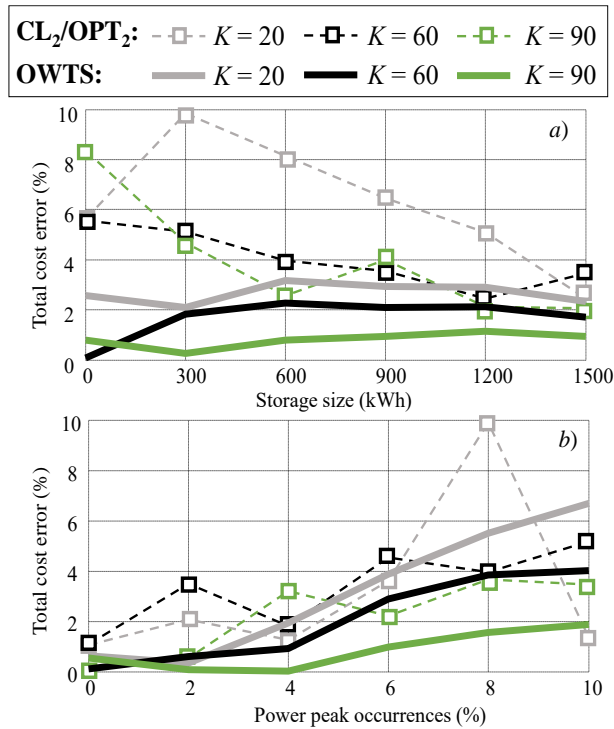 CL₂/OPT₂: K = 20 K = 60 K = 90
OWTS: K = 20 K = 60 K = 90
a)
Total cost error (%)
10
8
6
4
2
0
0 300 600 900 1200 1500
Storage size (kWh)
b)
Total cost error (%)
10
8
6
4
2
0
0 2 4 6 8 10
Power peak occurrences (%)